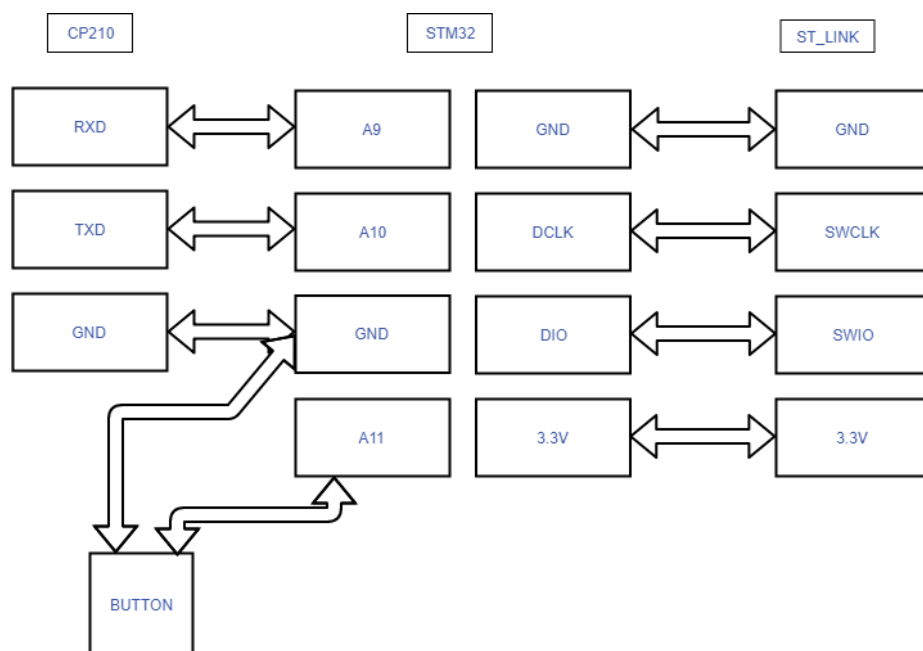 CP210
STM32
ST_LINK
RXD
A9
GND
GND
TXD
A10
DCLK
SWCLK
GND
GND
DIO
SWIO
A11
3.3V
3.3V
BUTTON